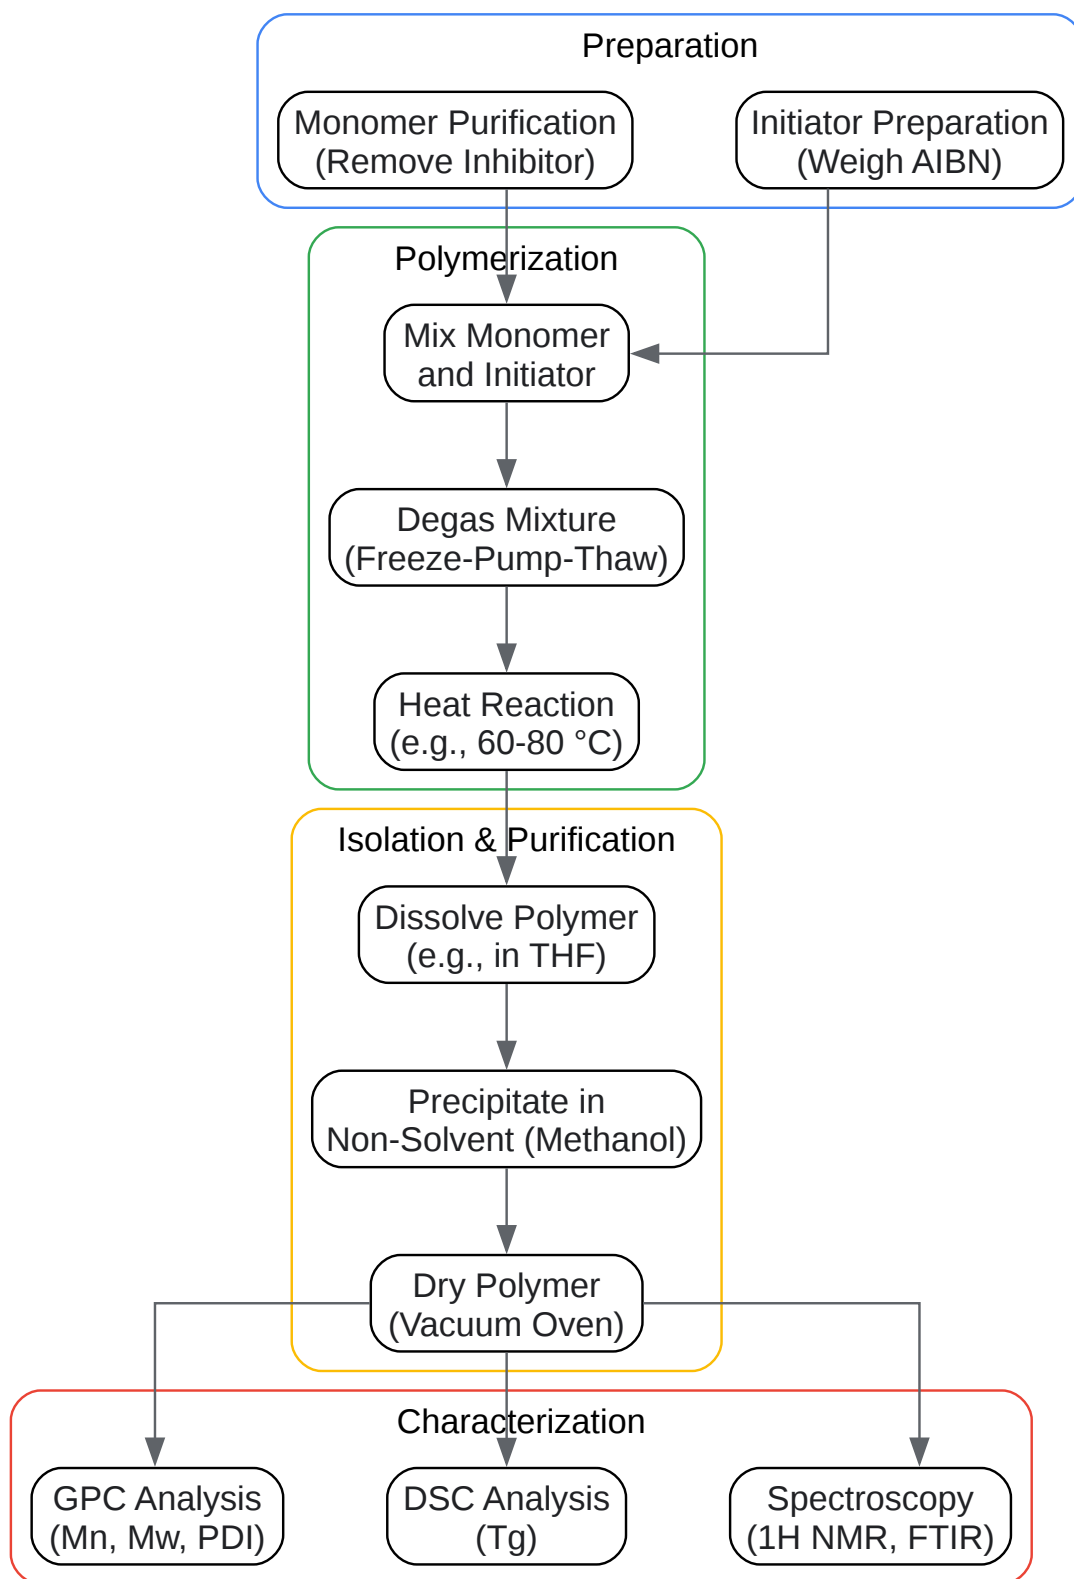 Preparation
Monomer Purification
(Remove Inhibitor)
Initiator Preparation
(Weigh AIBN)
Polymerization
Mix Monomer
and Initiator
Degas Mixture
(Freeze-Pump-Thaw)
Heat Reaction
(e.g., 60-80 °C)
Isolation & Purification
Dissolve Polymer
(e.g., in THF)
Precipitate in
Non-Solvent (Methanol)
Dry Polymer
(Vacuum Oven)
Characterization
GPC Analysis
(Mn, Mw, PDI)
DSC Analysis
(Tg)
Spectroscopy
(1H NMR, FTIR)